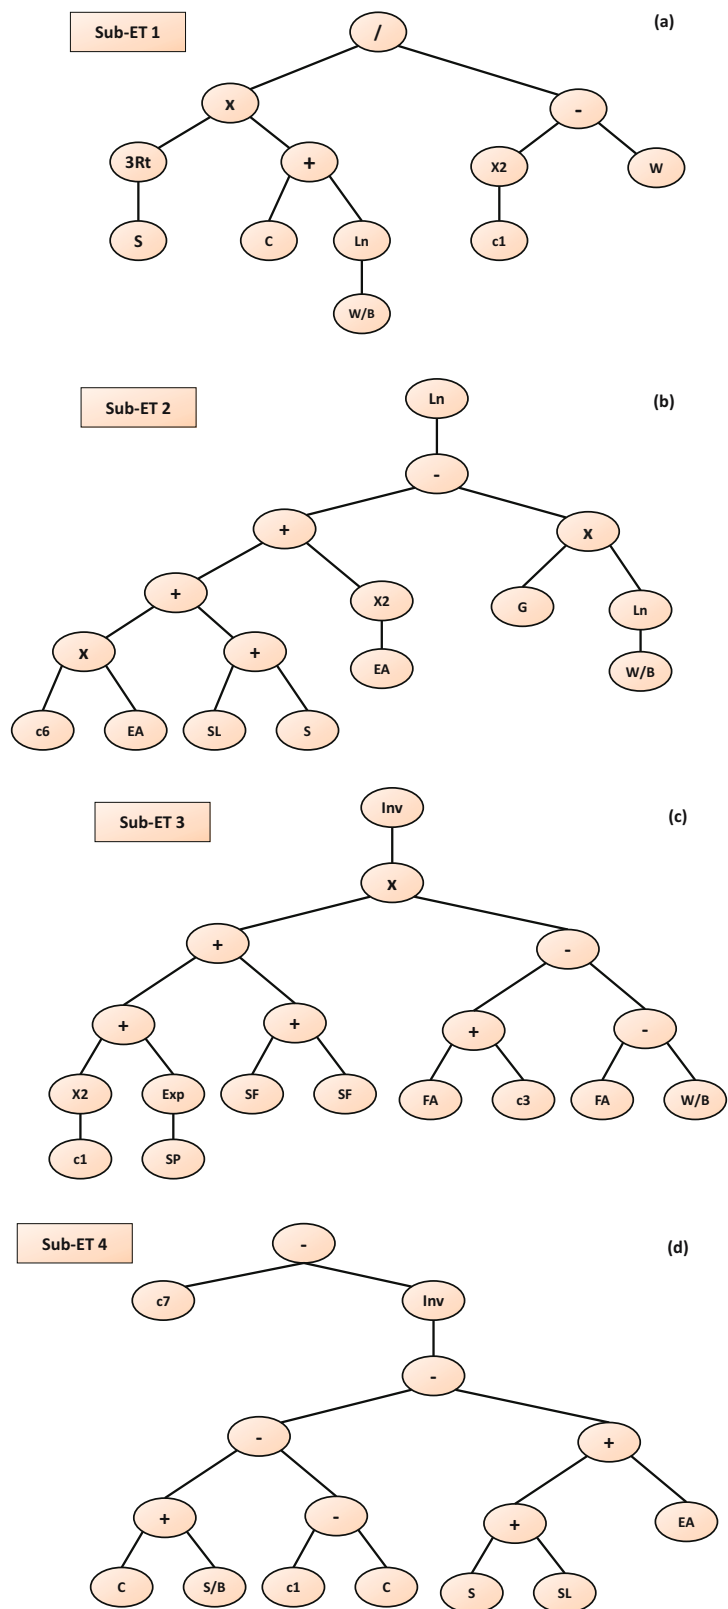 Sub-ET 1
/
(a)
x
-
3Rt
+
X2
W
S
C
Ln
c1
W/B
Sub-ET 2
Ln
(b)
-
+
x
+
X2
G
Ln
x
+
EA
W/B
c6
EA
SL
S
Sub-ET 3
Inv
(c)
x
+
-
+
+
+
-
X2
Exp
SF
SF
FA
c3
FA
W/B
c1
SP
Sub-ET 4
-
(d)
c7
Inv
-
-
+
+
-
+
EA
C
S/B
c1
C
S
SL